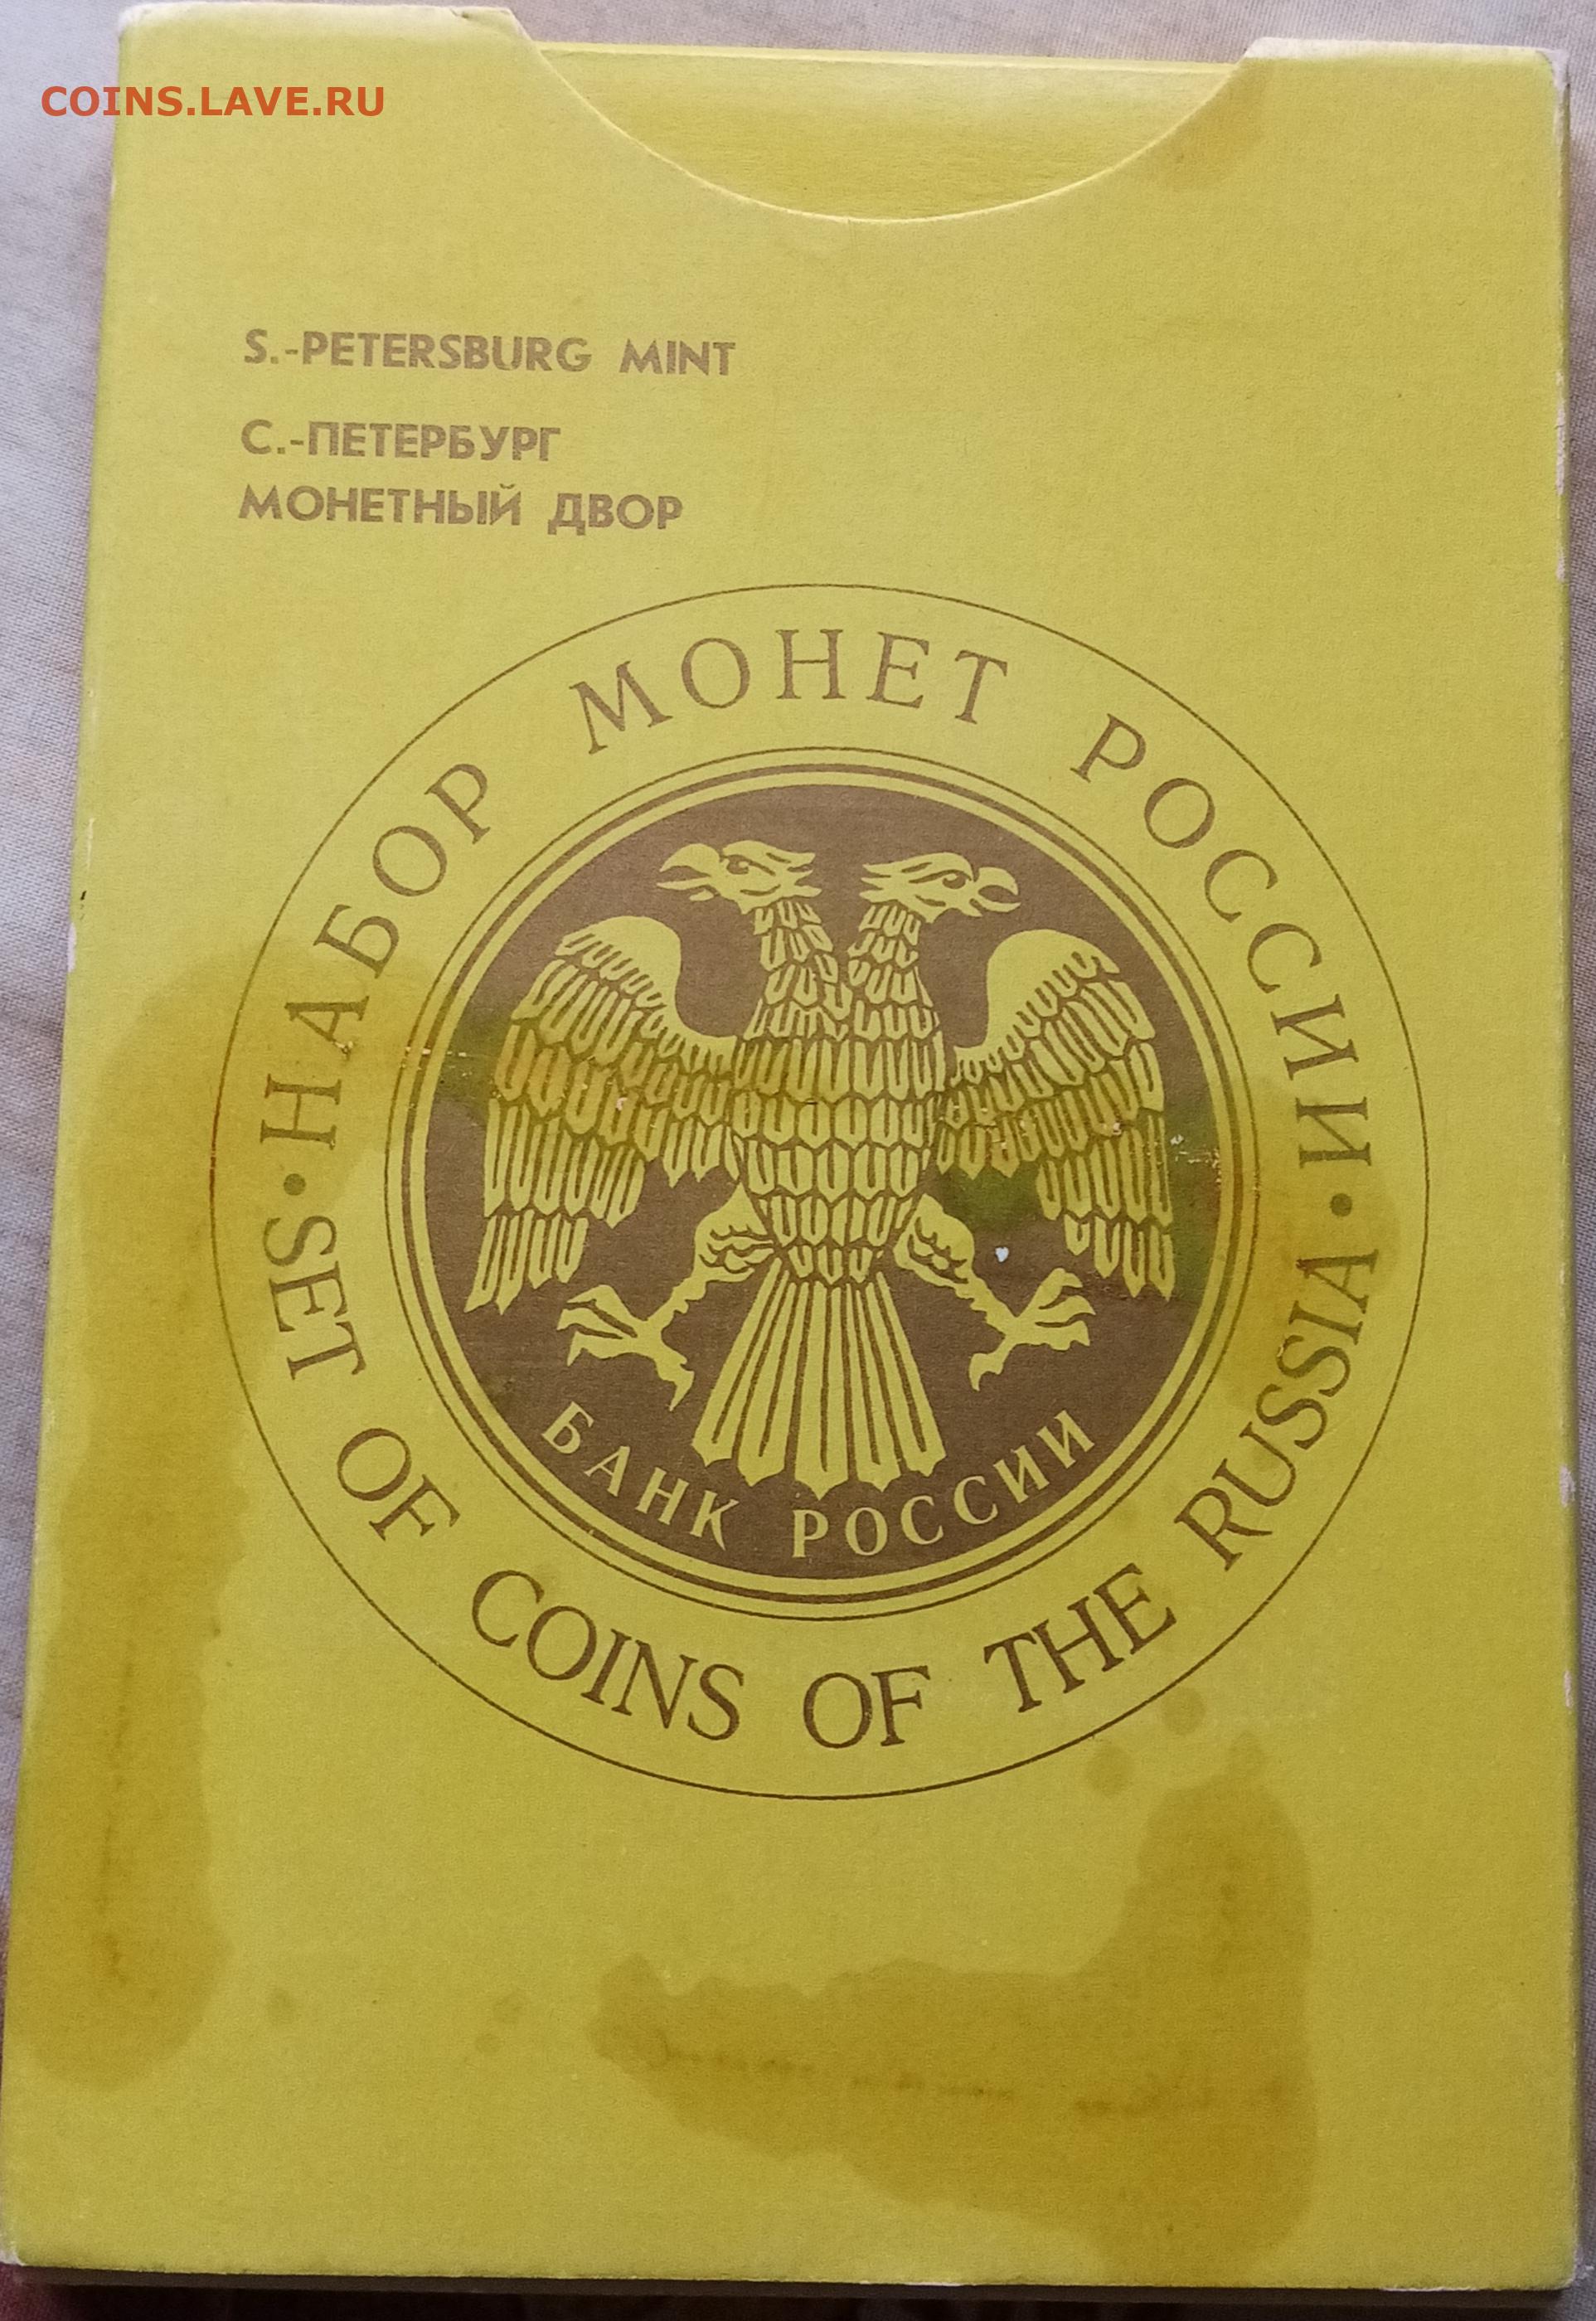 COINS.LAVE.RU
S.-PETERSBURG MINT
С.-ПЕТЕРБУРГ
МОНЕТНЫЙ ДВОР
НАБОР МОНЕТ РОССИИ
БАНК РОССИИ
SET OF COINS OF THE RUSSIA